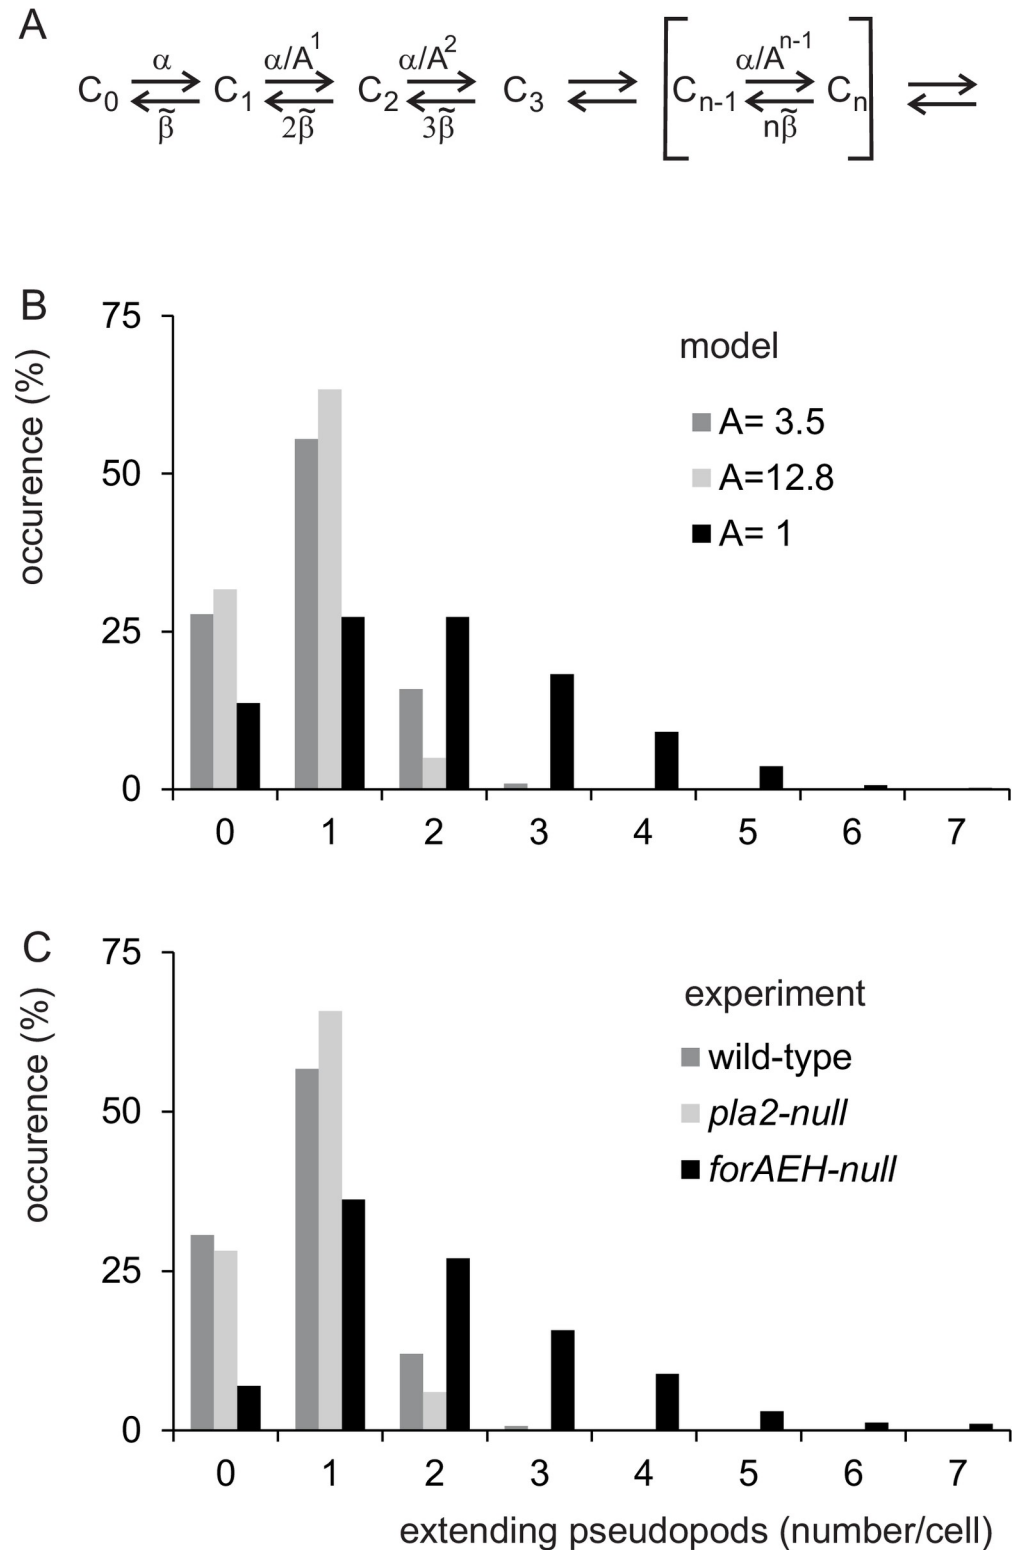 A
α α/A¹ α/A² α/Aⁿ⁻¹
C₀ C₁ C₂ C₃ [ Cₙ₋₁ Cₙ ]
β̃ 2β̃ 3β̃ nβ̃
B
occurence (%)
75
50
25
0
model
A= 3.5
A=12.8
A= 1
0 1 2 3 4 5 6 7
C
occurence (%)
75
50
25
0
experiment
wild-type
pla2-null
forAEH-null
0 1 2 3 4 5 6 7
extending pseudopods (number/cell)